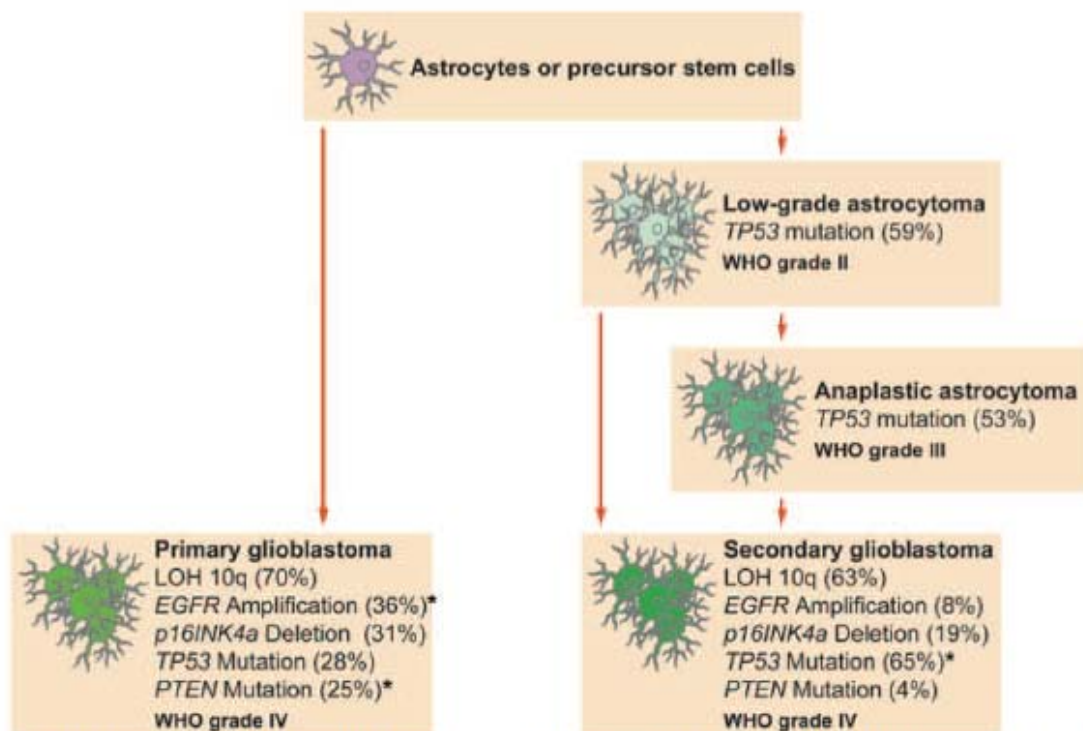 Astrocytes or precursor stem cells
Low-grade astrocytoma
TP53 mutation (59%)
WHO grade II
Anaplastic astrocytoma
TP53 mutation (53%)
WHO grade III
Primary glioblastoma
LOH 10q (70%)
EGFR Amplification (36%)*
p16INK4a Deletion (31%)
TP53 Mutation (28%)
PTEN Mutation (25%)*
WHO grade IV
Secondary glioblastoma
LOH 10q (63%)
EGFR Amplification (8%)
p16INK4a Deletion (19%)
TP53 Mutation (65%)*
PTEN Mutation (4%)
WHO grade IV